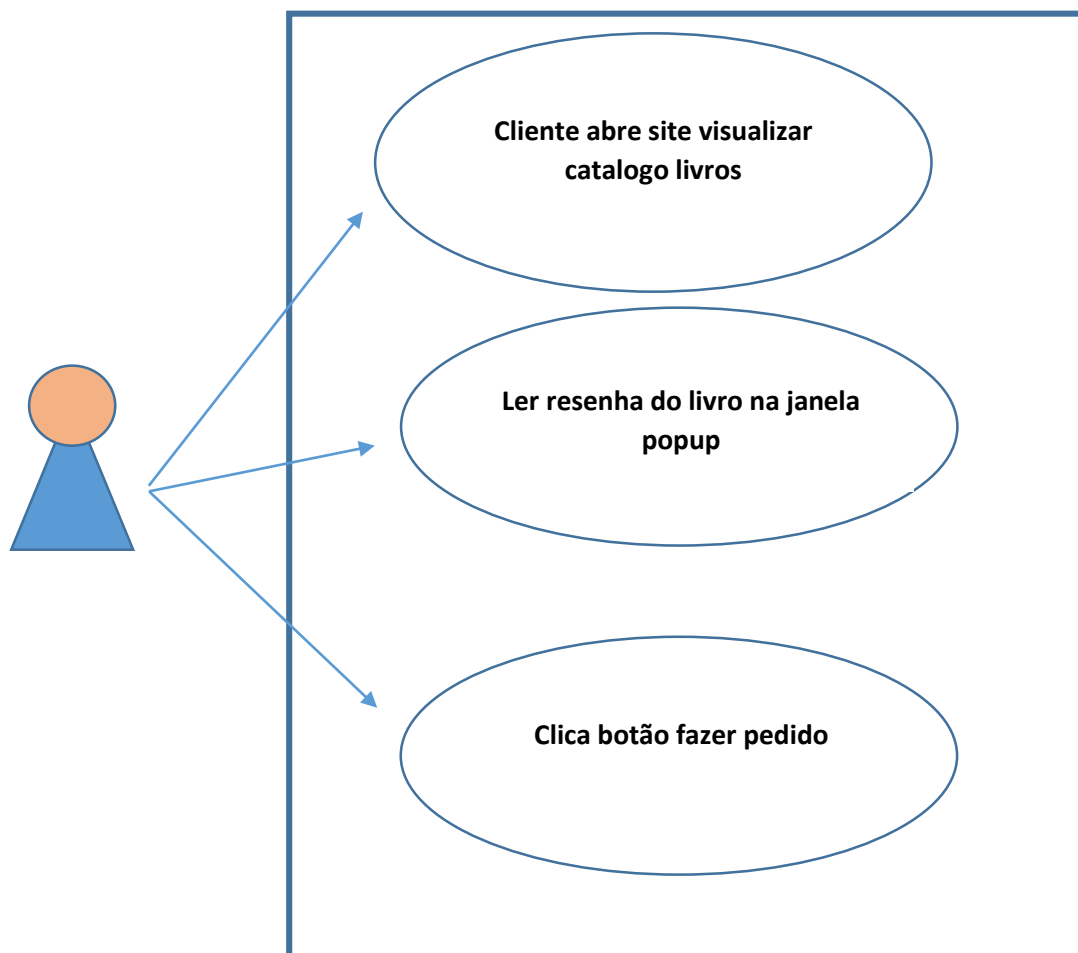 Cliente abre site visualizar
catalogo livros
Ler resenha do livro na janela
popup
Clica botão fazer pedido